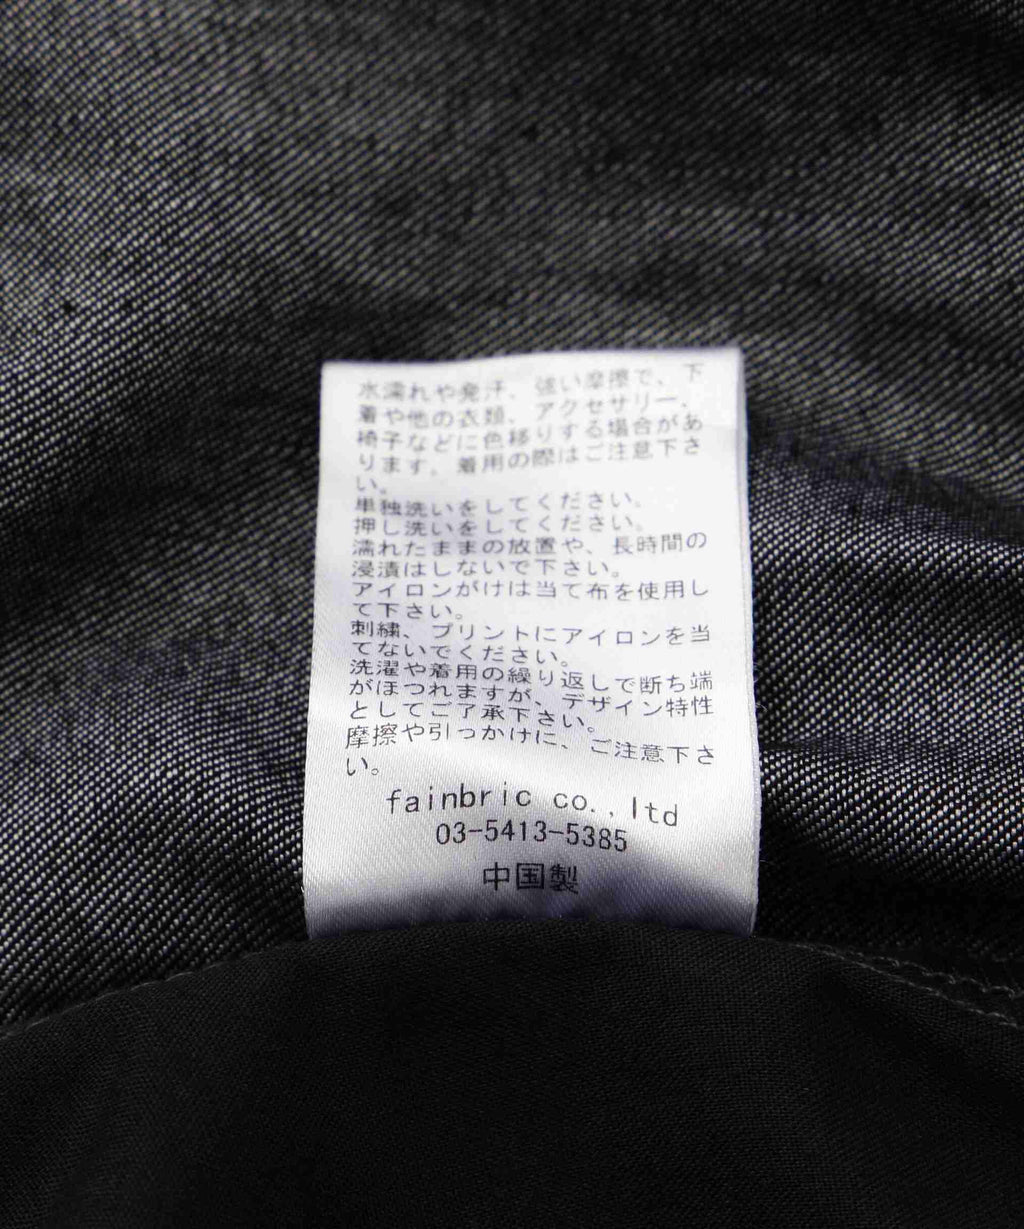 水濡れや発汗、強い摩擦で、下
着や他の衣類、アクセサリー、
椅子などに色移りする場合があ
ります。着用の際はご注意下さ
い。
単独洗いをしてください。
押し洗いをしてください。
濡れたままの放置や、長時間の
浸漬はしないで下さい。
アイロンがけは当て布を使用し
て下さい。
刺繍、プリントにアイロンを当
てないでください。
洗濯や着用の繰り返しで断ち端
がほつれますが、デザイン特性
としてご了承下さい。
摩擦や引っかけに、ご注意下さ
い。
fainbric co.,ltd
03-5413-5385
中国製